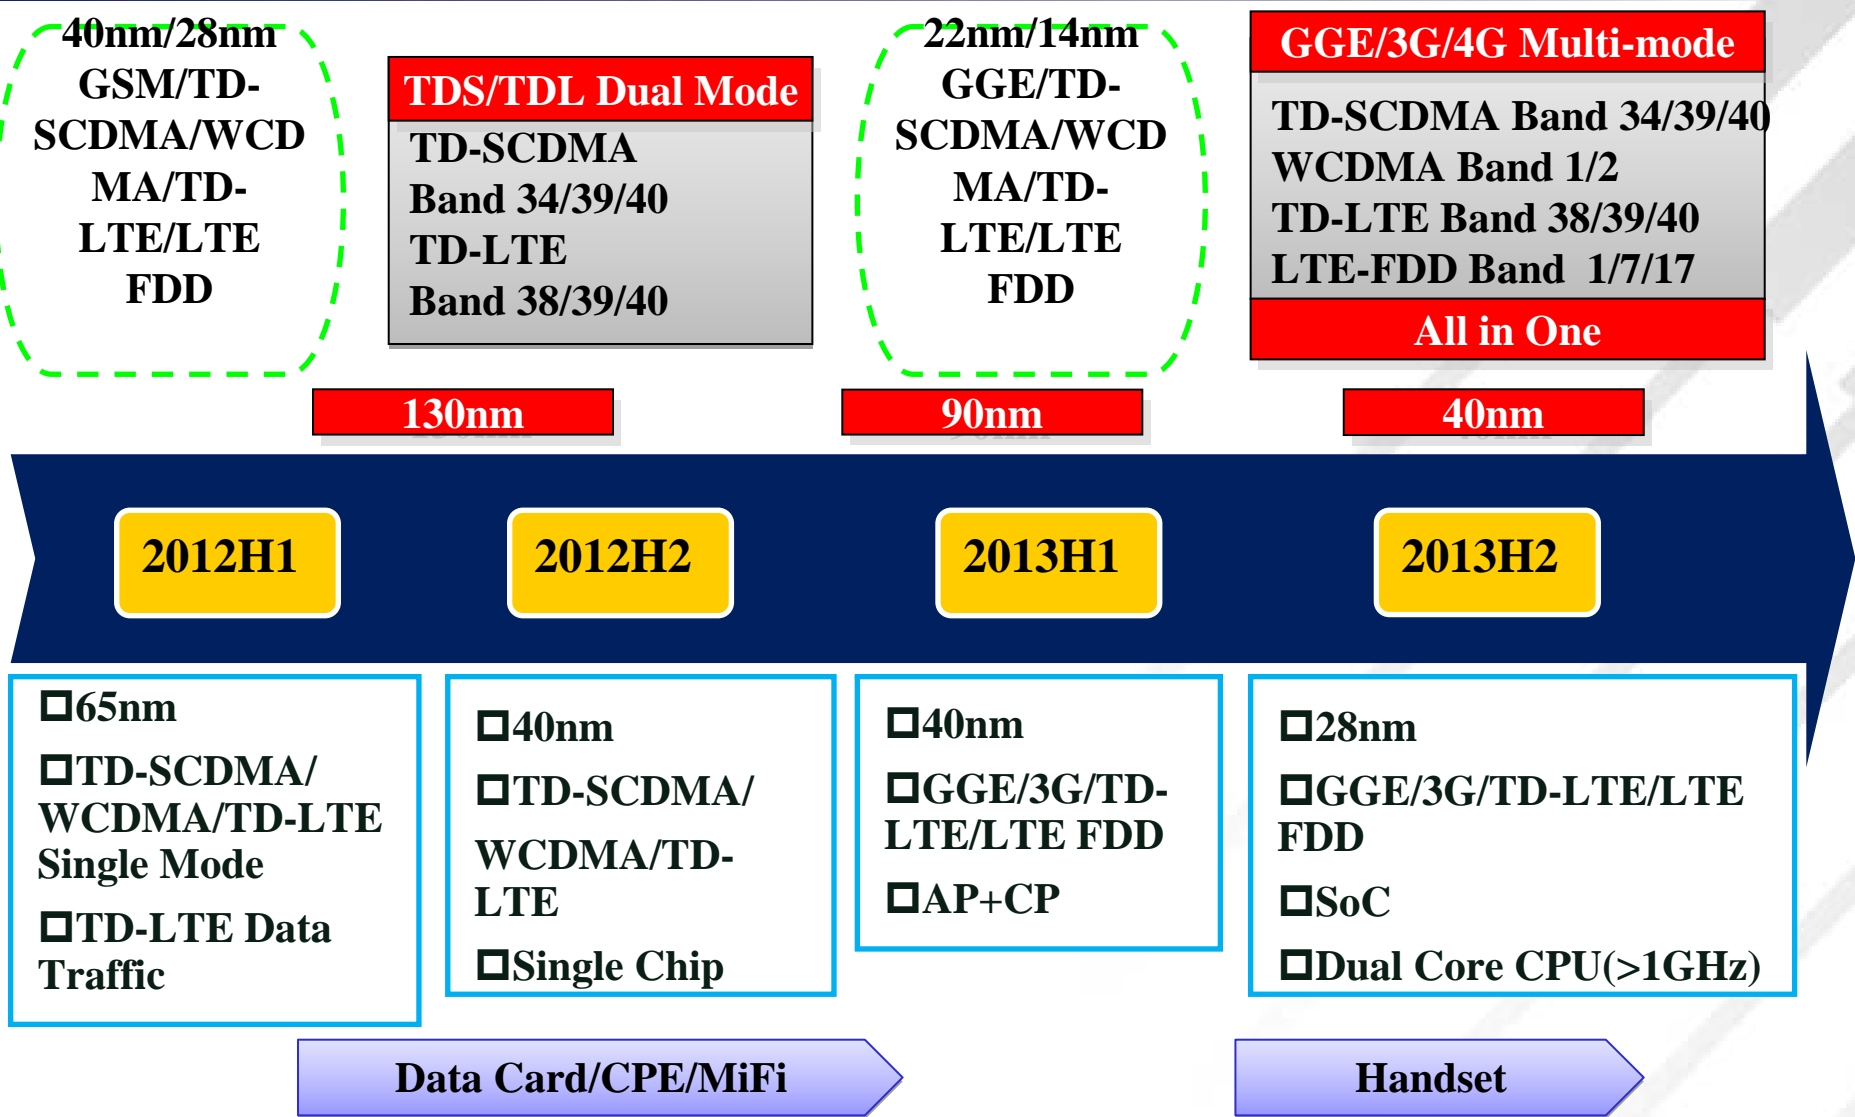 40nm/28nm
GSM/TD-
SCDMA/WCD
MA/TD-
LTE/LTE
FDD
TDS/TDL Dual Mode
TD-SCDMA
Band 34/39/40
TD-LTE
Band 38/39/40
22nm/14nm
GGE/TD-
SCDMA/WCD
MA/TD-
LTE/LTE
FDD
GGE/3G/4G Multi-mode
TD-SCDMA Band 34/39/40
WCDMA Band 1/2
TD-LTE Band 38/39/40
LTE-FDD Band 1/7/17
All in One
130nm
90nm
40nm
2012H1
2012H2
2013H1
2013H2
65nm
TD-SCDMA/
WCDMA/TD-LTE
Single Mode
TD-LTE Data
Traffic
40nm
TD-SCDMA/
WCDMA/TD-
LTE
Single Chip
40nm
GGE/3G/TD-
LTE/LTE FDD
AP+CP
28nm
GGE/3G/TD-LTE/LTE
FDD
SoC
Dual Core CPU(>1GHz)
Data Card/CPE/MiFi
Handset